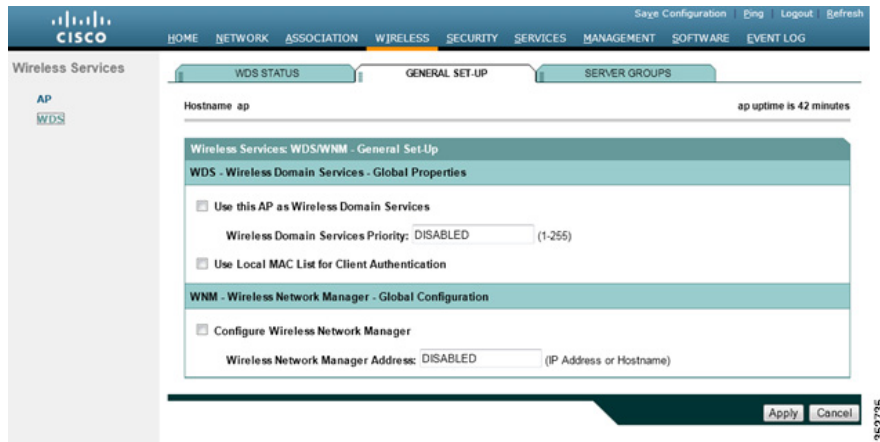 Save Configuration Ping Logout Refresh
CISCO
HOME NETWORK ASSOCIATION WIRELESS SECURITY SERVICES MANAGEMENT SOFTWARE EVENT LOG
Wireless Services
AP
WDS
WDS STATUS GENERAL SET-UP SERVER GROUPS
Hostname ap ap uptime is 42 minutes
Wireless Services: WDS/WNM - General Set-Up
WDS - Wireless Domain Services - Global Properties
Use this AP as Wireless Domain Services
Wireless Domain Services Priority: DISABLED (1-255)
Use Local MAC List for Client Authentication
WNM - Wireless Network Manager - Global Configuration
Configure Wireless Network Manager
Wireless Network Manager Address: DISABLED (IP Address or Hostname)
Apply Cancel